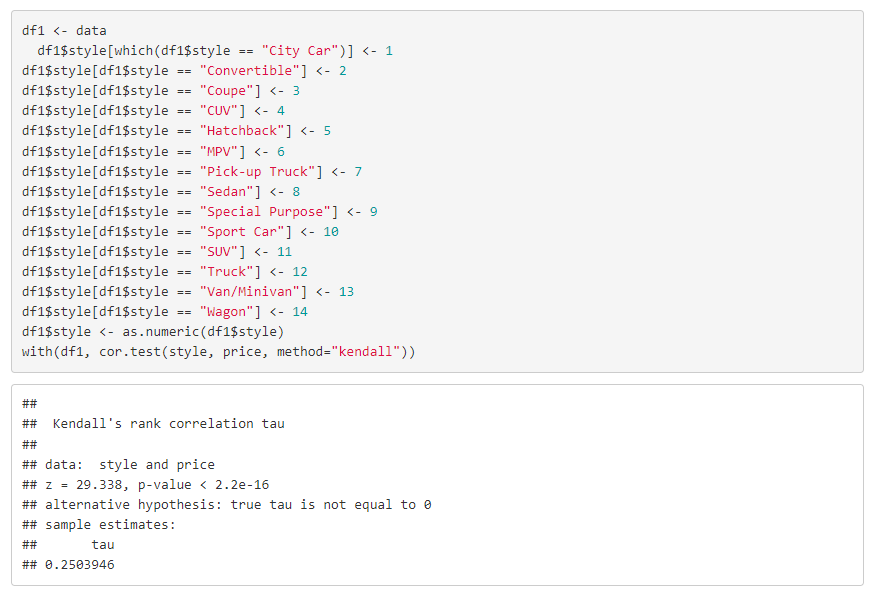 df1 <- data
  df1$style[which(df1$style == "City Car")] <- 1
df1$style[df1$style == "Convertible"] <- 2
df1$style[df1$style == "Coupe"] <- 3
df1$style[df1$style == "CUV"] <- 4
df1$style[df1$style == "Hatchback"] <- 5
df1$style[df1$style == "MPV"] <- 6
df1$style[df1$style == "Pick-up Truck"] <- 7
df1$style[df1$style == "Sedan"] <- 8
df1$style[df1$style == "Special Purpose"] <- 9
df1$style[df1$style == "Sport Car"] <- 10
df1$style[df1$style == "SUV"] <- 11
df1$style[df1$style == "Truck"] <- 12
df1$style[df1$style == "Van/Minivan"] <- 13
df1$style[df1$style == "Wagon"] <- 14
df1$style <- as.numeric(df1$style)
with(df1, cor.test(style, price, method="kendall"))
##
##  Kendall's rank correlation tau
##
## data:  style and price
## z = 29.338, p-value < 2.2e-16
## alternative hypothesis: true tau is not equal to 0
## sample estimates:
##       tau
## 0.2503946